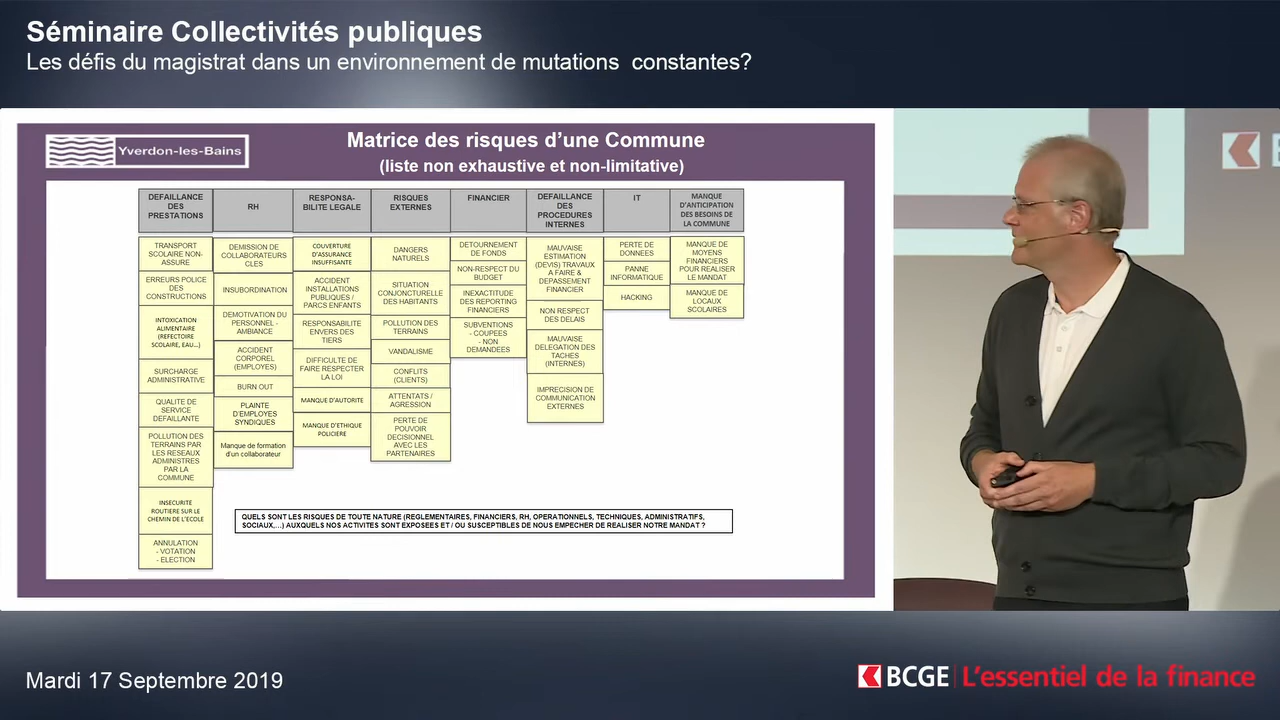 Séminaire Collectivités publiques
Les défis du magistrat dans un environnement de mutations constantes?
Yverdon-les-Bains
Matrice des risques d'une Commune
(liste non exhaustive et non-limitative)
DEFAILLANCE
DES
PRESTATIONS
TRANSPORT
SCOLAIRE NON-
ASSURE
ERREURS POLICE
DES
CONSTRUCTIONS
INTOXICATION
ALIMENTAIRE
(REFECTOIRE
SCOLAIRE, EAU...)
SURCHARGE
ADMINISTRATIVE
QUALITE DE
SERVICE
DEFAILLANTE
POLLUTION DES
TERRAINS PAR
LES RESEAUX
ADMINISTRES
PAR LA
COMMUNE
INSECURITE
ROUTIERE SUR LE
CHEMIN DE L'ECOLE
ANNULATION
- VOTATION
- ELECTION
RH
DEMISSION DE
COLLABORATEURS
CLES
INSUBORDINATION
DEMOTIVATION DU
PERSONNEL -
AMBIANCE
ACCIDENT
CORPOREL
(EMPLOYES)
BURN OUT
PLAINTE
D'EMPLOYES
SYNDIQUES
Manque de formation
d'un collaborateur
RESPONSA-
BILITE LEGALE
COUVERTURE
D'ASSURANCE
INSUFFISANTE
ACCIDENT
INSTALLATIONS
PUBLIQUES /
PARCS ENFANTS
RESPONSABILITE
ENVERS DES
TIERS
DIFFICULTE DE
FAIRE RESPECTER
LA LOI
MANQUE D'AUTORITE
MANQUE D'ETHIQUE
POLICIERE
RISQUES
EXTERNES
DANGERS
NATURELS
SITUATION
CONJONCTURELLE
DES HABITANTS
POLLUTION DES
TERRAINS
VANDALISME
CONFLITS
(CLIENTS)
ATTENTATS /
AGRESSION
PERTE DE
POUVOIR
DECISIONNEL
AVEC LES
PARTENAIRES
FINANCIER
DETOURNEMENT
DE FONDS
NON-RESPECT DU
BUDGET
INEXACTITUDE
DES REPORTING
FINANCIERS
SUBVENTIONS
- COUPEES
- NON
DEMANDEES
DEFAILLANCE
DES
PROCEDURES
INTERNES
MAUVAISE
ESTIMATION
(DEVIS) TRAVAUX
A FAIRE &
DEPASSEMENT
FINANCIER
NON RESPECT
DES DELAIS
MAUVAISE
DELEGATION DES
TACHES
(INTERNES)
IMPRECISION DE
COMMUNICATION
EXTERNES
IT
PERTE DE
DONNEES
PANNE
INFORMATIQUE
HACKING
MANQUE
D'ANTICIPATION
DES BESOINS DE
LA COMMUNE
MANQUE DE
MOYENS
FINANCIERS
POUR REALISER
LE MANDAT
MANQUE DE
LOCAUX
SCOLAIRES
QUELS SONT LES RISQUES DE TOUTE NATURE (REGLEMENTAIRES, FINANCIERS, RH, OPERATIONNELS, TECHNIQUES, ADMINISTRATIFS,
SOCIAUX,...) AUXQUELS NOS ACTIVITES SONT EXPOSEES ET / OU SUSCEPTIBLES DE NOUS EMPECHER DE REALISER NOTRE MANDAT ?
Mardi 17 Septembre 2019
BCGE L'essentiel de la finance